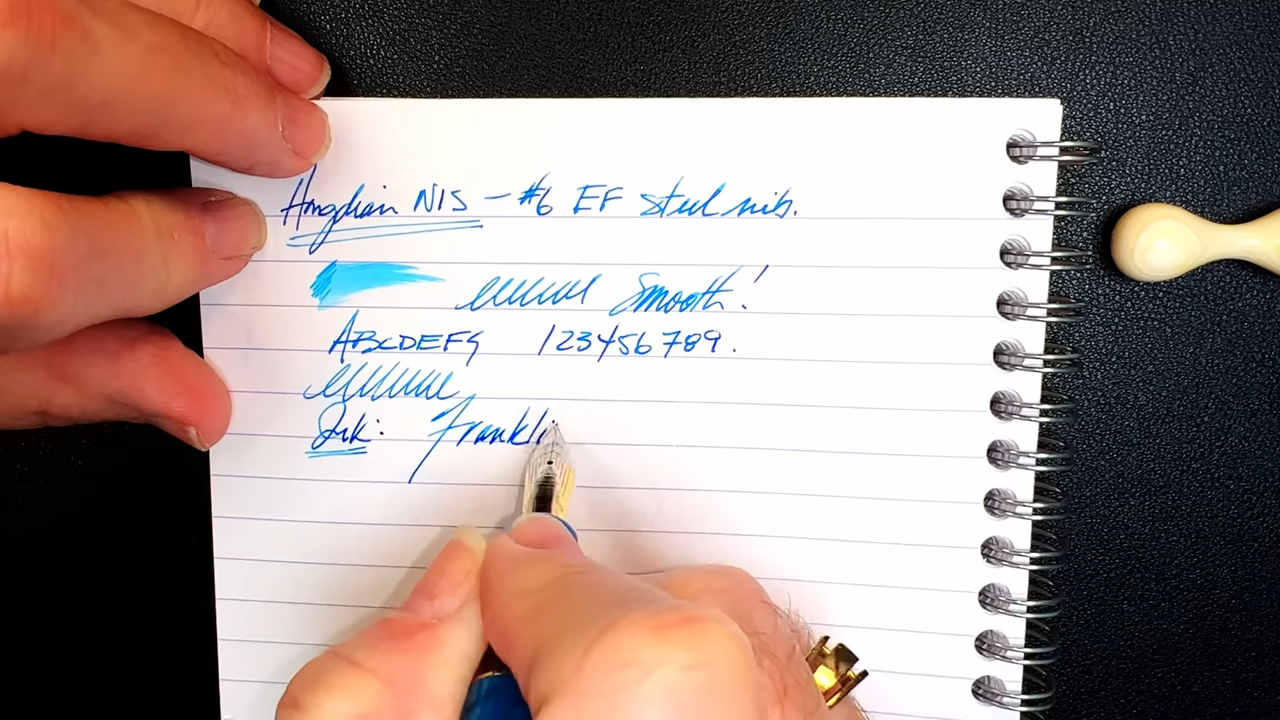 Hongdian N1S - #6 EF steel nib.
Smooth!
ABCDEFG 123456789.
Ink: Frankli